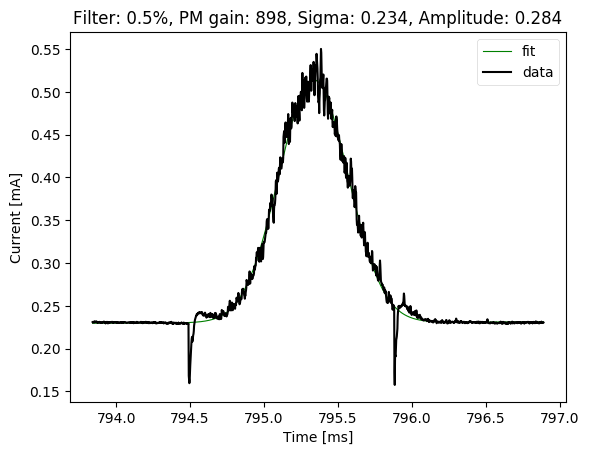 Filter: 0.5%, PM gain: 898, Sigma: 0.234, Amplitude: 0.284
fit
data
0.55
0.50
0.45
0.40
0.35
0.30
0.25
0.20
0.15
Current [mA]
794.0 794.5 795.0 795.5 796.0 796.5 797.0
Time [ms]